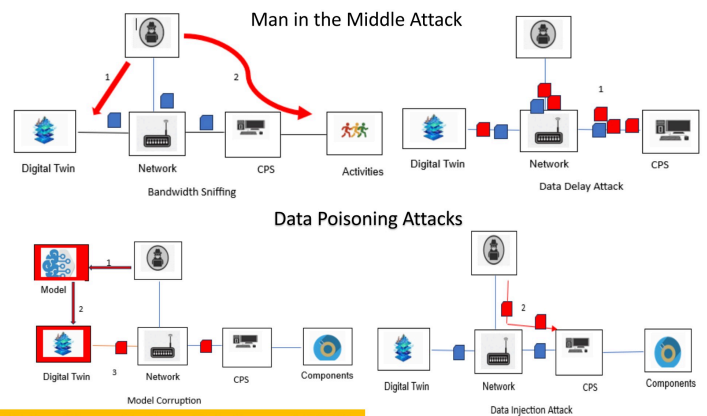 Man in the Middle Attack
1
2
Digital Twin
Network
CPS
Activities
Bandwidth Sniffing
1
Digital Twin
Network
CPS
Data Delay Attack
Data Poisoning Attacks
1
Model
2
Digital Twin
3
Network
CPS
Components
Model Corruption
2
Digital Twin
Network
CPS
Components
Data Injection Attack